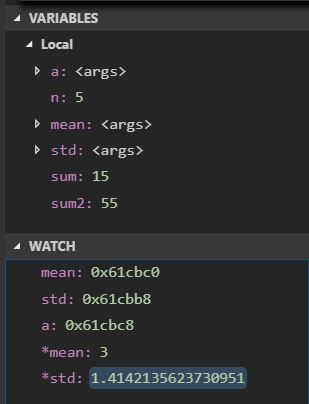 VARIABLES
Local
a: <args>
n: 5
mean: <args>
std: <args>
sum: 15
sum2: 55
WATCH
mean: 0x61cbc0
std: 0x61cbb8
a: 0x61cbc8
*mean: 3
*std: 1.4142135623730951